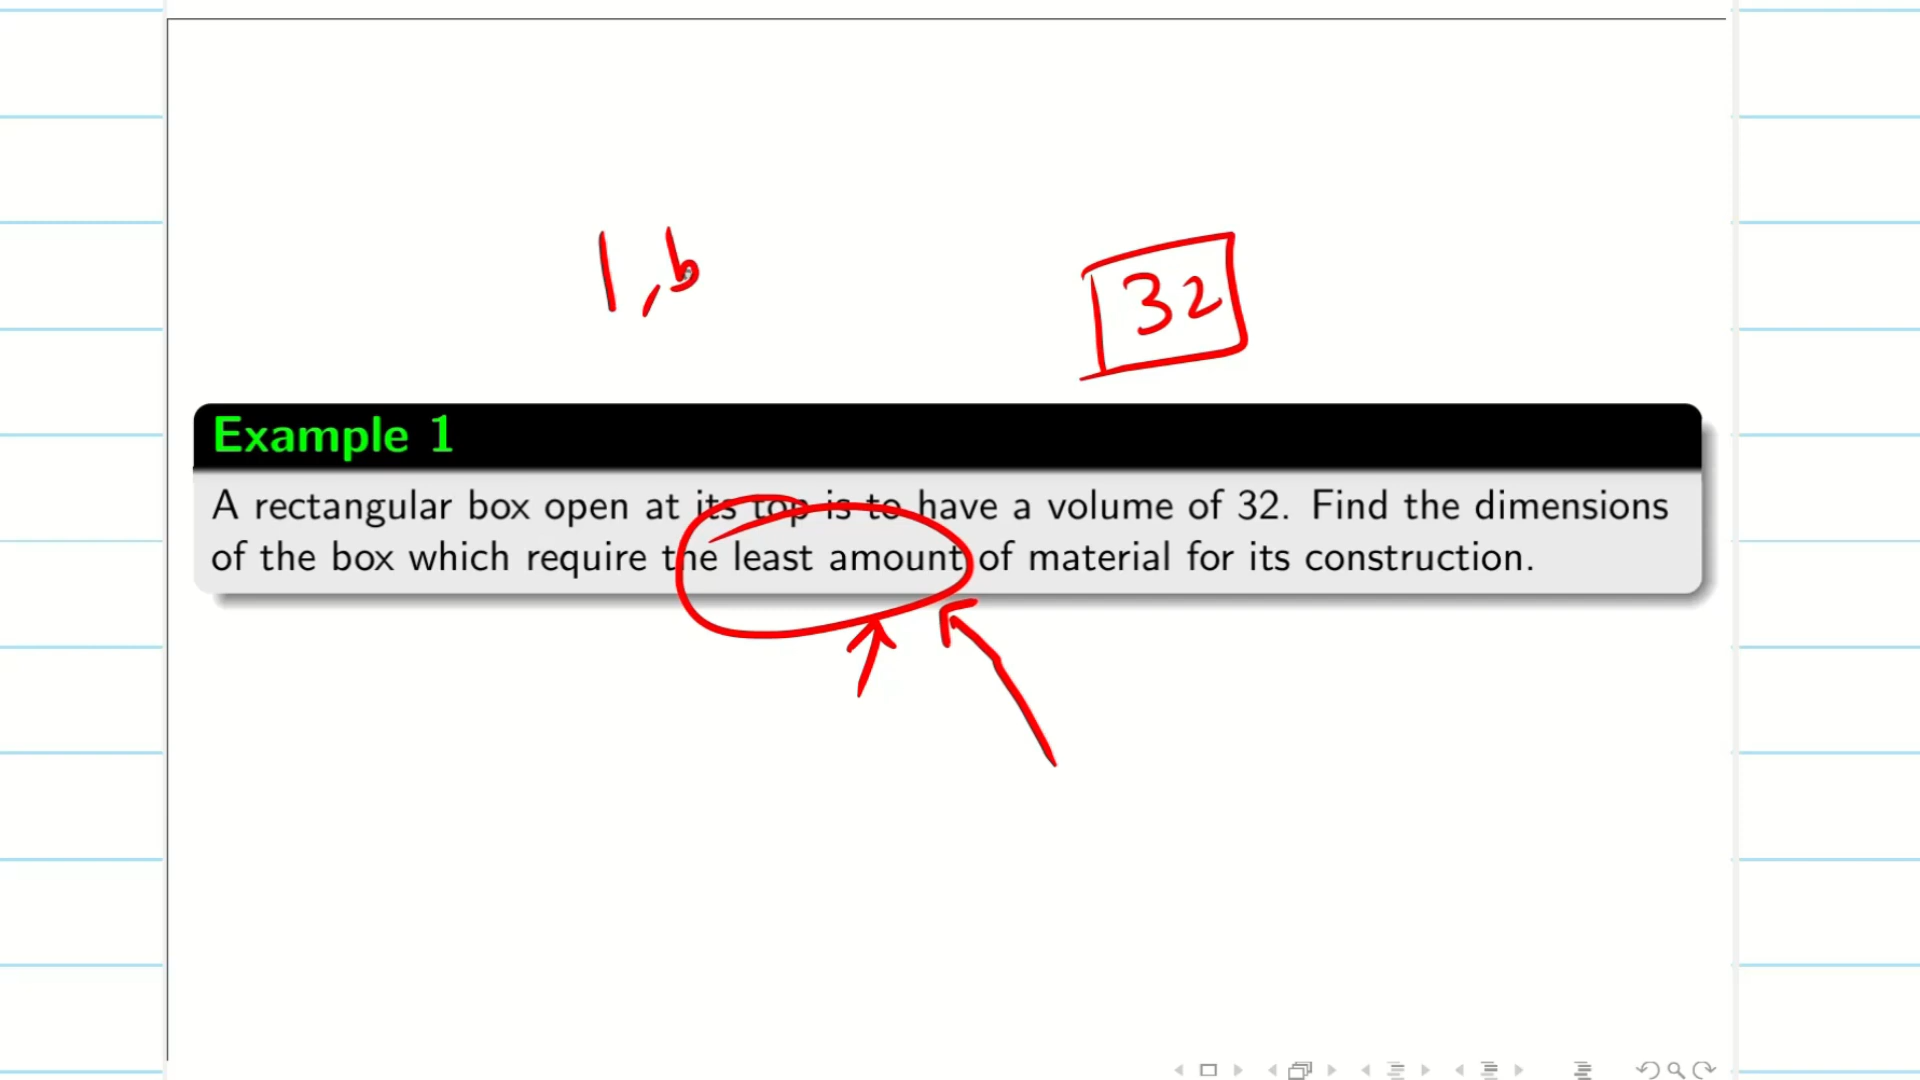 l, b
32
Example 1
A rectangular box open at its top is to have a volume of 32. Find the dimensions
of the box which require the least amount of material for its construction.